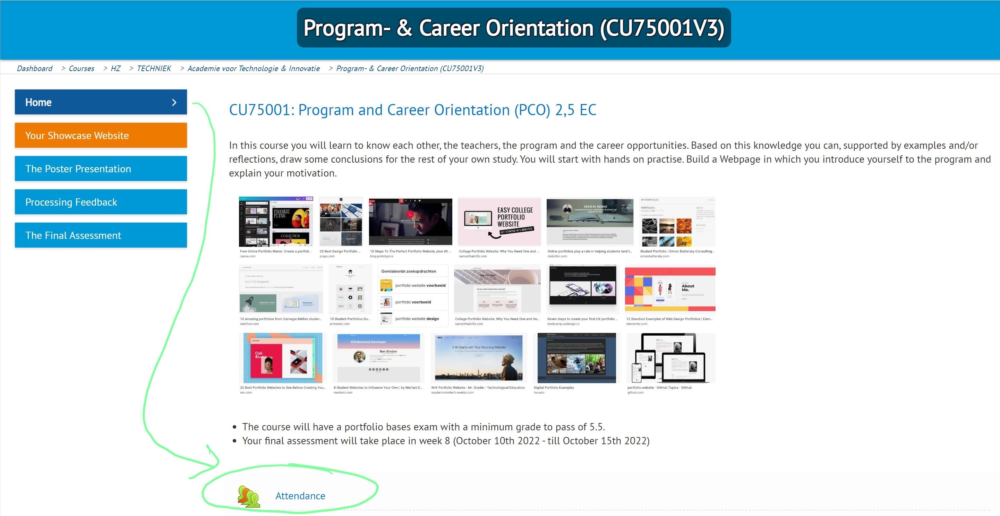 Program- & Career Orientation (CU75001V3)
Dashboard > Courses > HZ > TECHNIEK > Academie voor Technologie & Innovatie > Program- & Career Orientation (CU75001V3)
Home
Your Showcase Website
The Poster Presentation
Processing Feedback
The Final Assessment
CU75001: Program and Career Orientation (PCO) 2,5 EC
In this course you will learn to know each other, the teachers, the program and the career opportunities. Based on this knowledge you can, supported by examples and/or
reflections, draw some conclusions for the rest of your own study. You will start with hands on practise. Build a Webpage in which you introduce yourself to the program and
explain your motivation.
FRANKIE
FLYNN
COLLECTION
ANTHONY WIKTOR
EASY COLLEGE
PORTFOLIO
WEBSITE
GET STARTED IN 5 MINUTES!
SEAN M. KEANE
MY PORTFOLIO
PORTFOLIO 3
Free Online Portfolio Maker: Create a portfoli...
canva.com
25 Best Design Portfolio ...
pixpa.com
10 Steps To The Perfect Portfolio Website, plus 40 ...
blog.prototypr.io
College Portfolio Website: Why You Need One and ...
samanthability.com
Online portfolios play a role in helping students land t...
dailyillini.com
Student Portfolio | Simon Battersby Consulting...
simonbattersby.com
a UI / UX designer
Gerelateerde zoekopdrachten
portfolio website voorbeeld
portfolio voorbeeld
portfolio website design
Hey, I'm Sam.
Do you need content that converts?
About
Me.
10 amazing portfolios from Carnegie Mellon studen...
webflow.com
10 Student Portfolios Do...
pinterest.com
College Portfolio Website: Why You Need One and Ho...
samanthability.com
Seven steps to create your first UX portfolio ...
bootcamp.uxdesign.cc
12 Standout Examples of Web Design Portfolios | Elem...
elementor.com
Oak
&Luna
iOS/Backend Developer
Ben Emdon
WiX
It All Starts with Your Stunning Website
20 Best Portfolio Websites to See Before Creating You...
wix.com
8 Student Websites to Influence Your Own | by Mei'lani E...
medium.com
WIX Portfolio Website - Mr. Snyder - Technological Education
snydercommtech.weebly.com
Digital Portfolio Examples
lsu.edu
portfolio-website · GitHub Topics · GitHub
github.com
• The course will have a portfolio bases exam with a minimum grade to pass of 5.5.
• Your final assessment will take place in week 8 (October 10th 2022 - till October 15th 2022)
Attendance